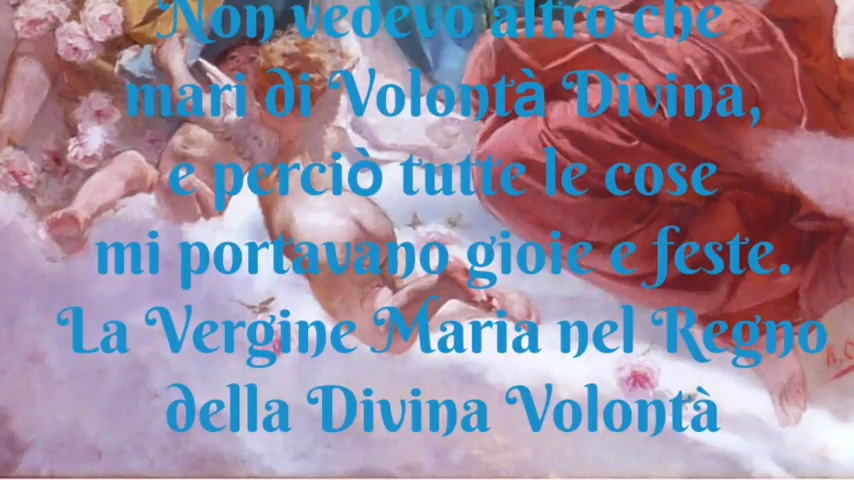 Non vedevo altro che
mari di Volontà Divina,
e perciò tutte le cose
mi portavano gioie e feste.
La Vergine Maria nel Regno
della Divina Volontà